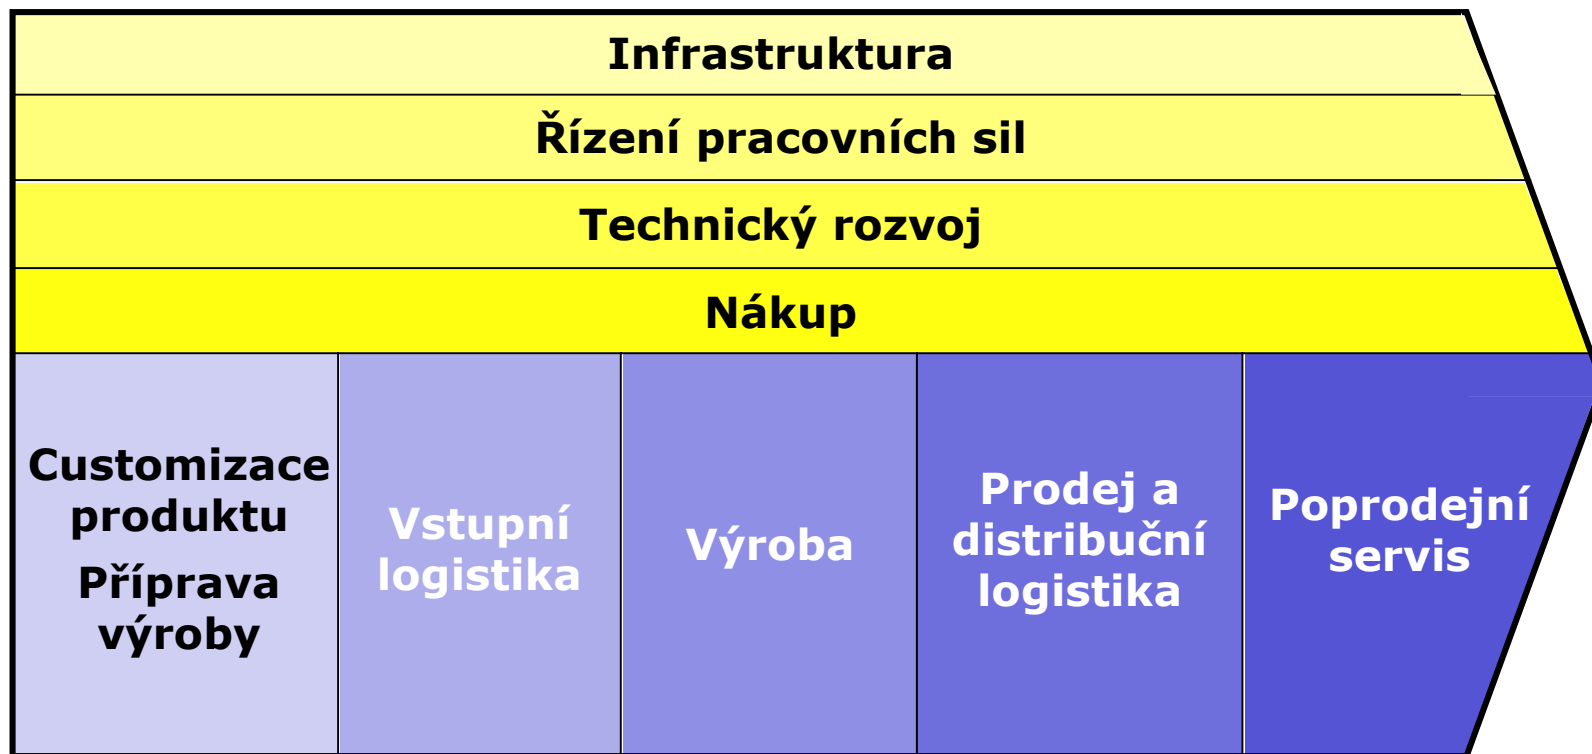 Infrastruktura
Řízení pracovních sil
Technický rozvoj
Nákup
Customizace
produktu
Příprava
výroby
Vstupní
logistika
Výroba
Prodej a
distribuční
logistika
Poprodejní
servis